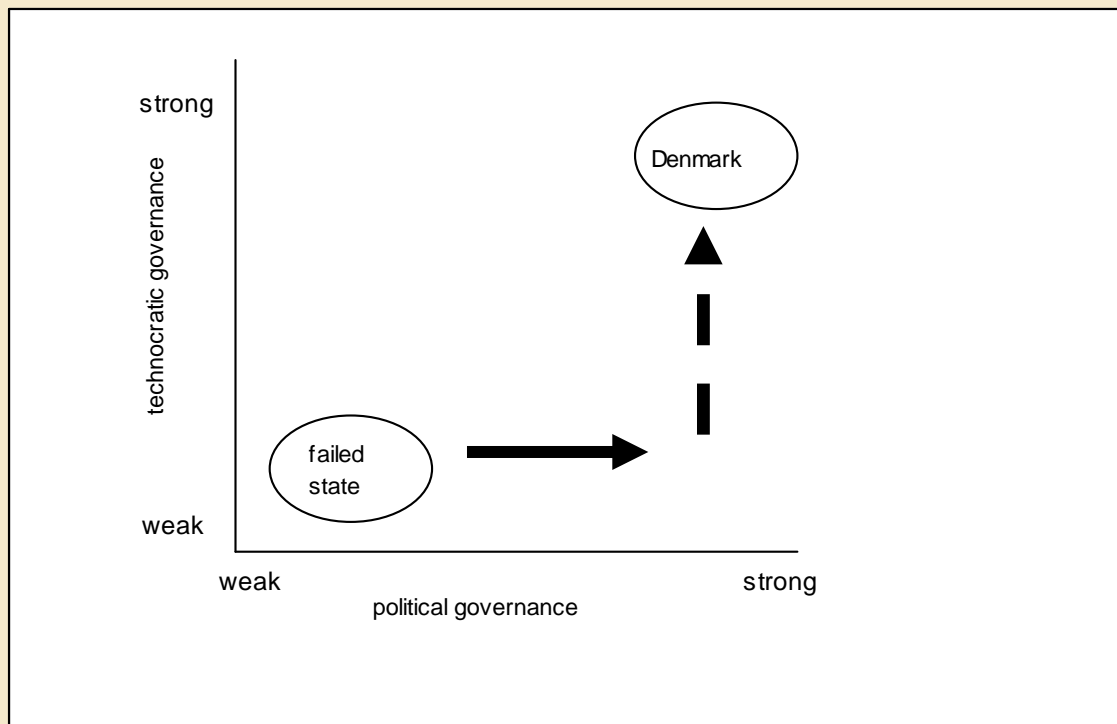 strong
technocratic governance
Denmark
failed
state
weak
weak
strong
political governance